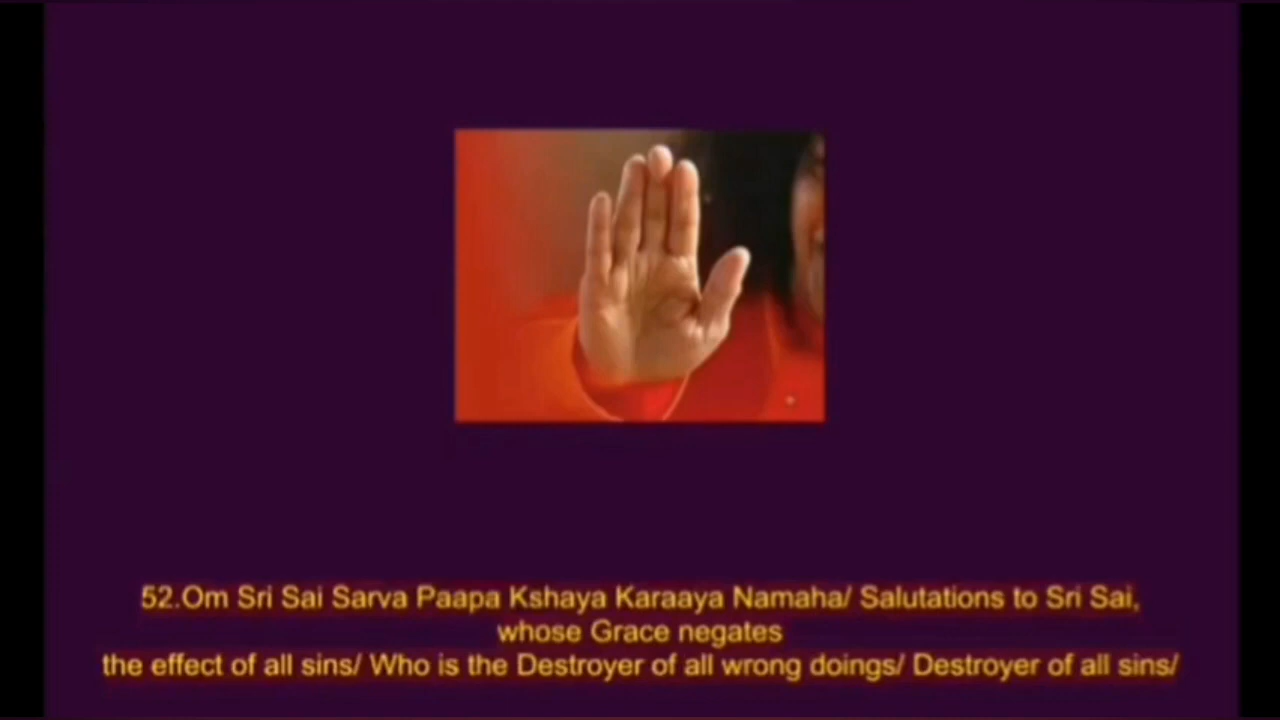 52.Om Sri Sai Sarva Paapa Kshaya Karaaya Namaha/ Salutations to Sri Sai,
whose Grace negates
the effect of all sins/ Who is the Destroyer of all wrong doings/ Destroyer of all sins/